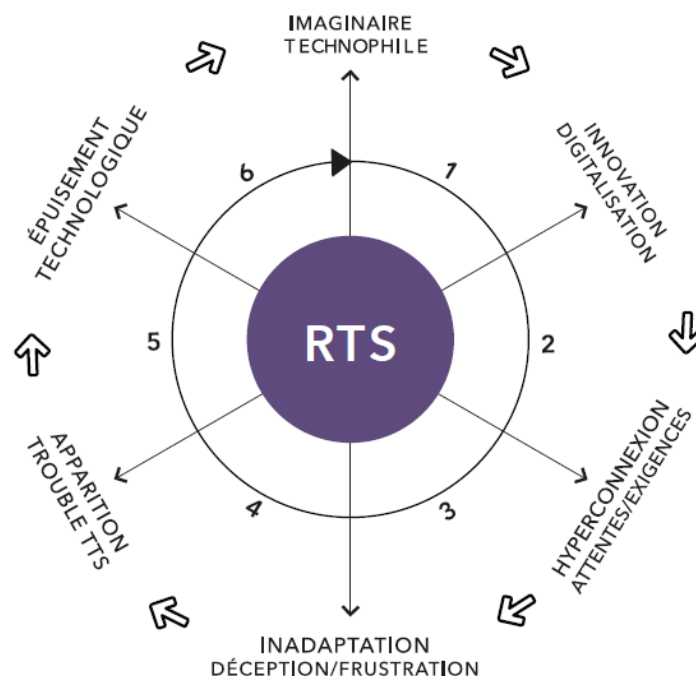 IMAGINAIRE
TECHNOPHILE
1
INNOVATION
DIGITALISATION
2
HYPERCONNEXION
ATTENTES/EXIGENCES
3
INADAPTATION
DÉCEPTION/FRUSTRATION
4
APPARITION
TROUBLE TTS
5
ÉPUISEMENT
TECHNOLOGIQUE
6
RTS